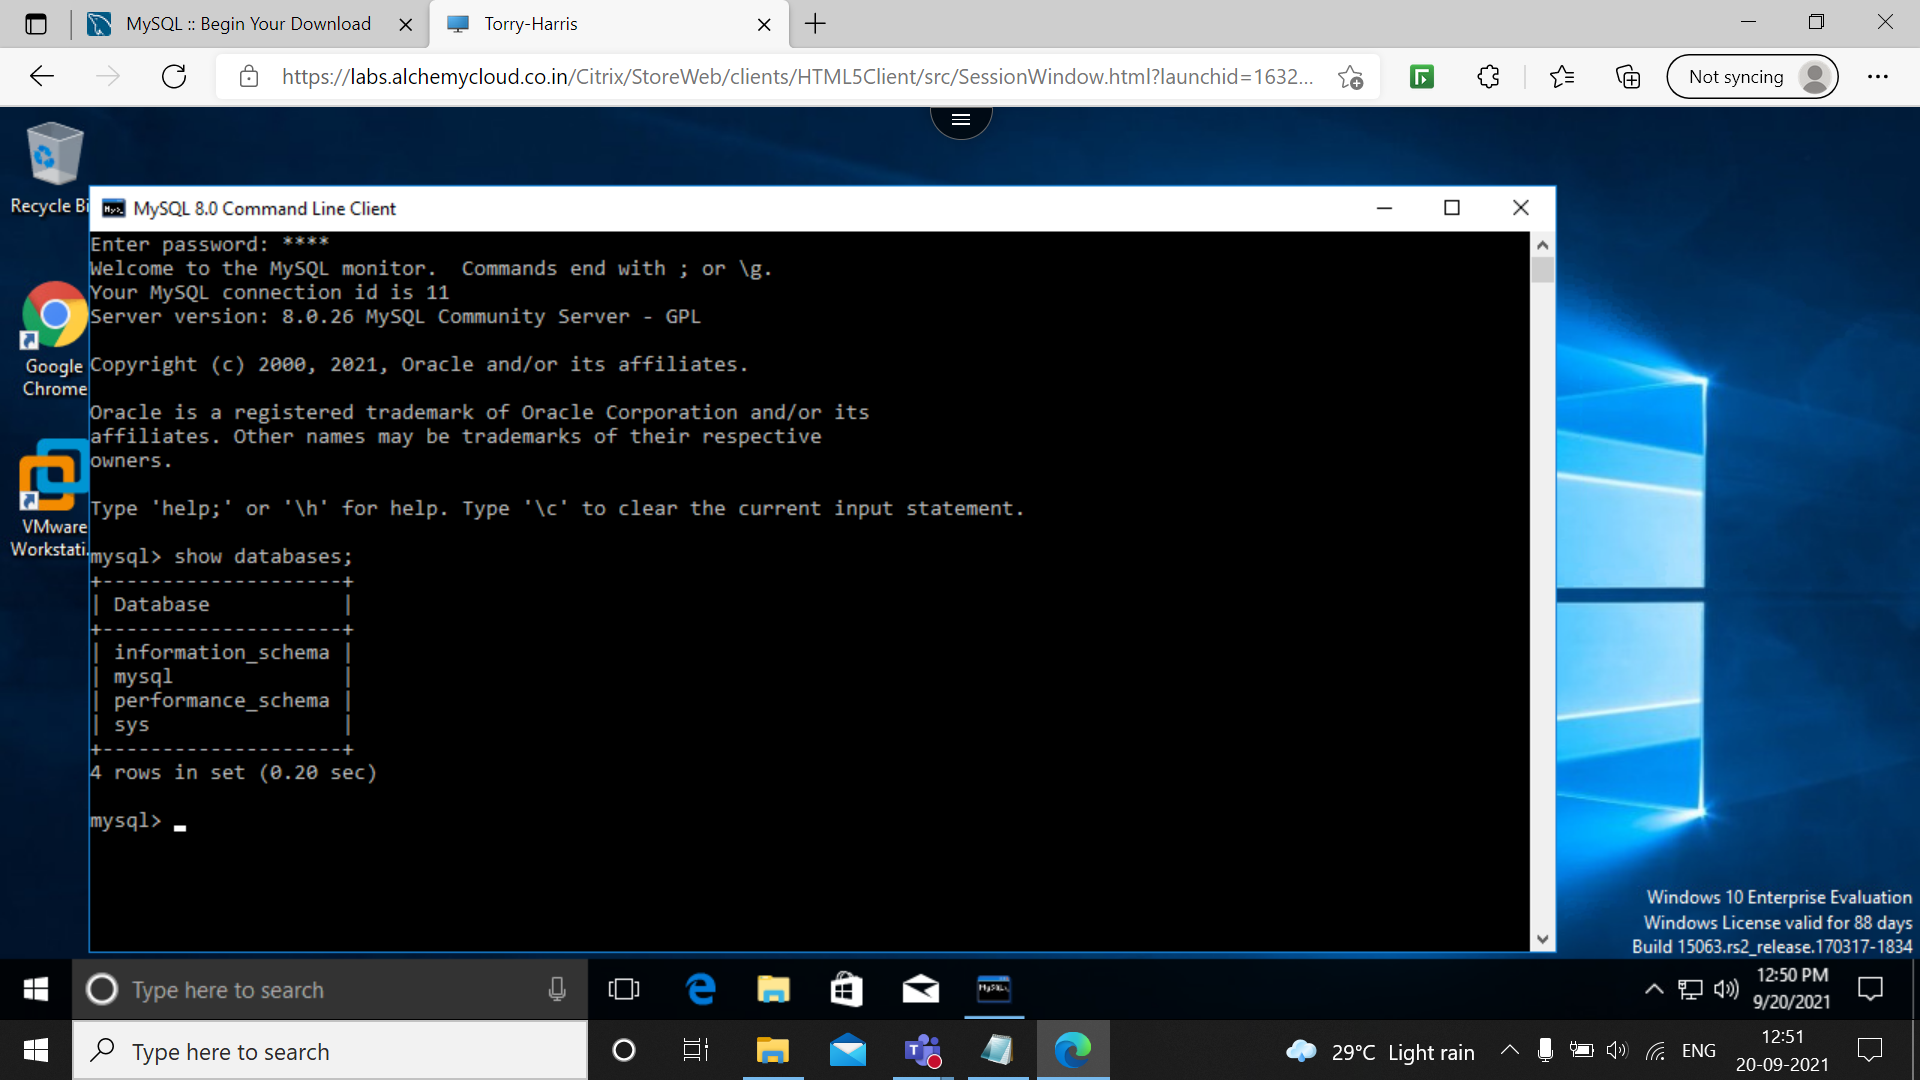 MySQL :: Begin Your Download
Torry-Harris
https://labs.alchemycloud.co.in/Citrix/StoreWeb/clients/HTML5Client/src/SessionWindow.html?launchid=1632...
Not syncing
Recycle Bi
Google
Chrome
VMware
Workstati..
MySQL 8.0 Command Line Client
Enter password: ****
Welcome to the MySQL monitor.  Commands end with ; or \g.
Your MySQL connection id is 11
Server version: 8.0.26 MySQL Community Server - GPL
Copyright (c) 2000, 2021, Oracle and/or its affiliates.
Oracle is a registered trademark of Oracle Corporation and/or its
affiliates. Other names may be trademarks of their respective
owners.
Type 'help;' or '\h' for help. Type '\c' to clear the current input statement.
mysql> show databases;
+--------------------+
| Database           |
+--------------------+
| information_schema |
| mysql              |
| performance_schema |
| sys                |
+--------------------+
4 rows in set (0.20 sec)
mysql> _
Windows 10 Enterprise Evaluation
Windows License valid for 88 days
Build 15063.rs2_release.170317-1834
Type here to search
12:50 PM
9/20/2021
Type here to search
29°C Light rain
ENG
12:51
20-09-2021